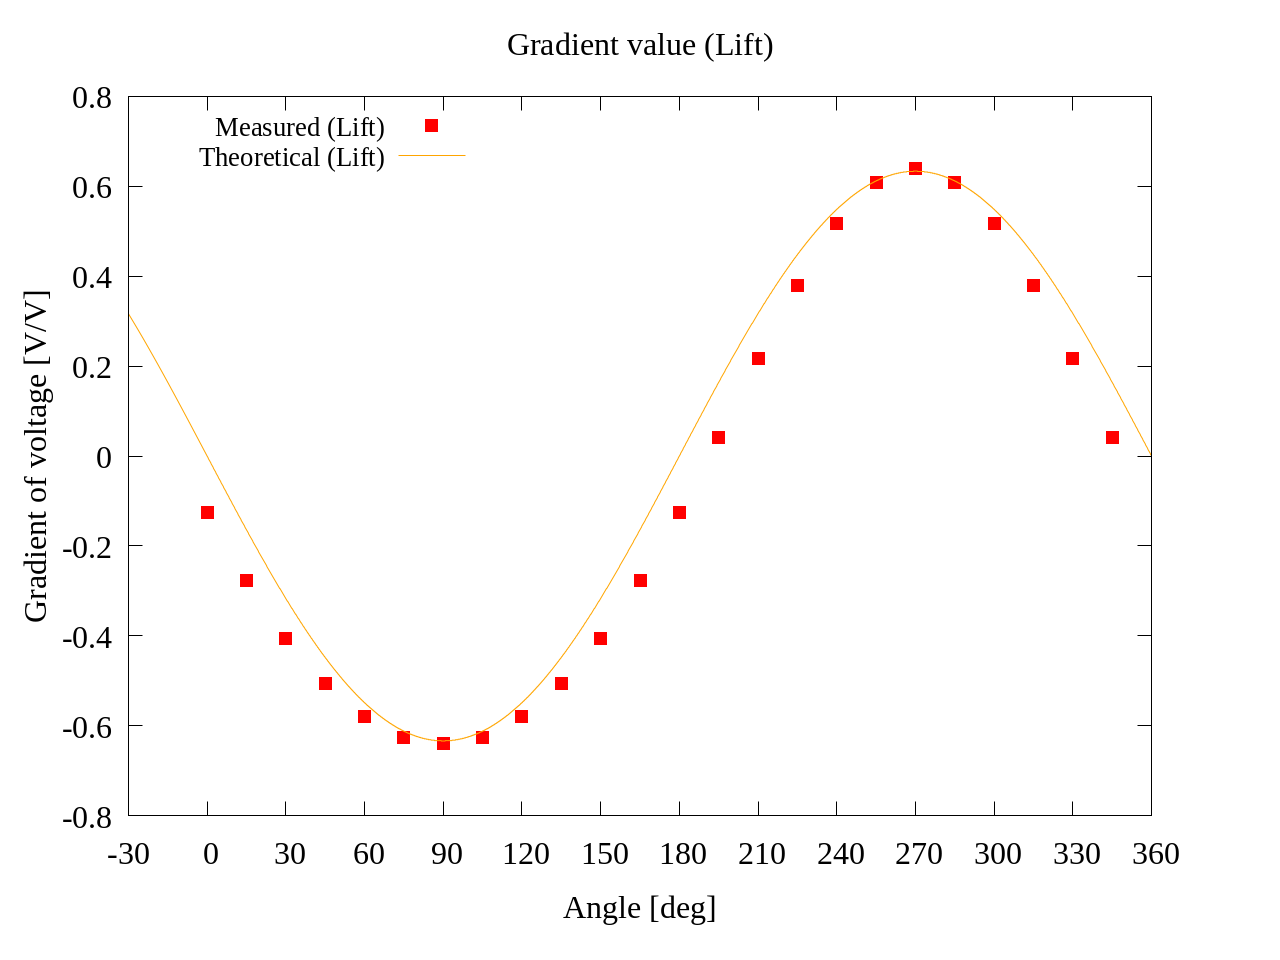 Gradient value (Lift)
Measured (Lift)
Theoretical (Lift)
0.8
0.6
0.4
0.2
0
-0.2
-0.4
-0.6
-0.8
Gradient of voltage [V/V]
-30 0 30 60 90 120 150 180 210 240 270 300 330 360
Angle [deg]